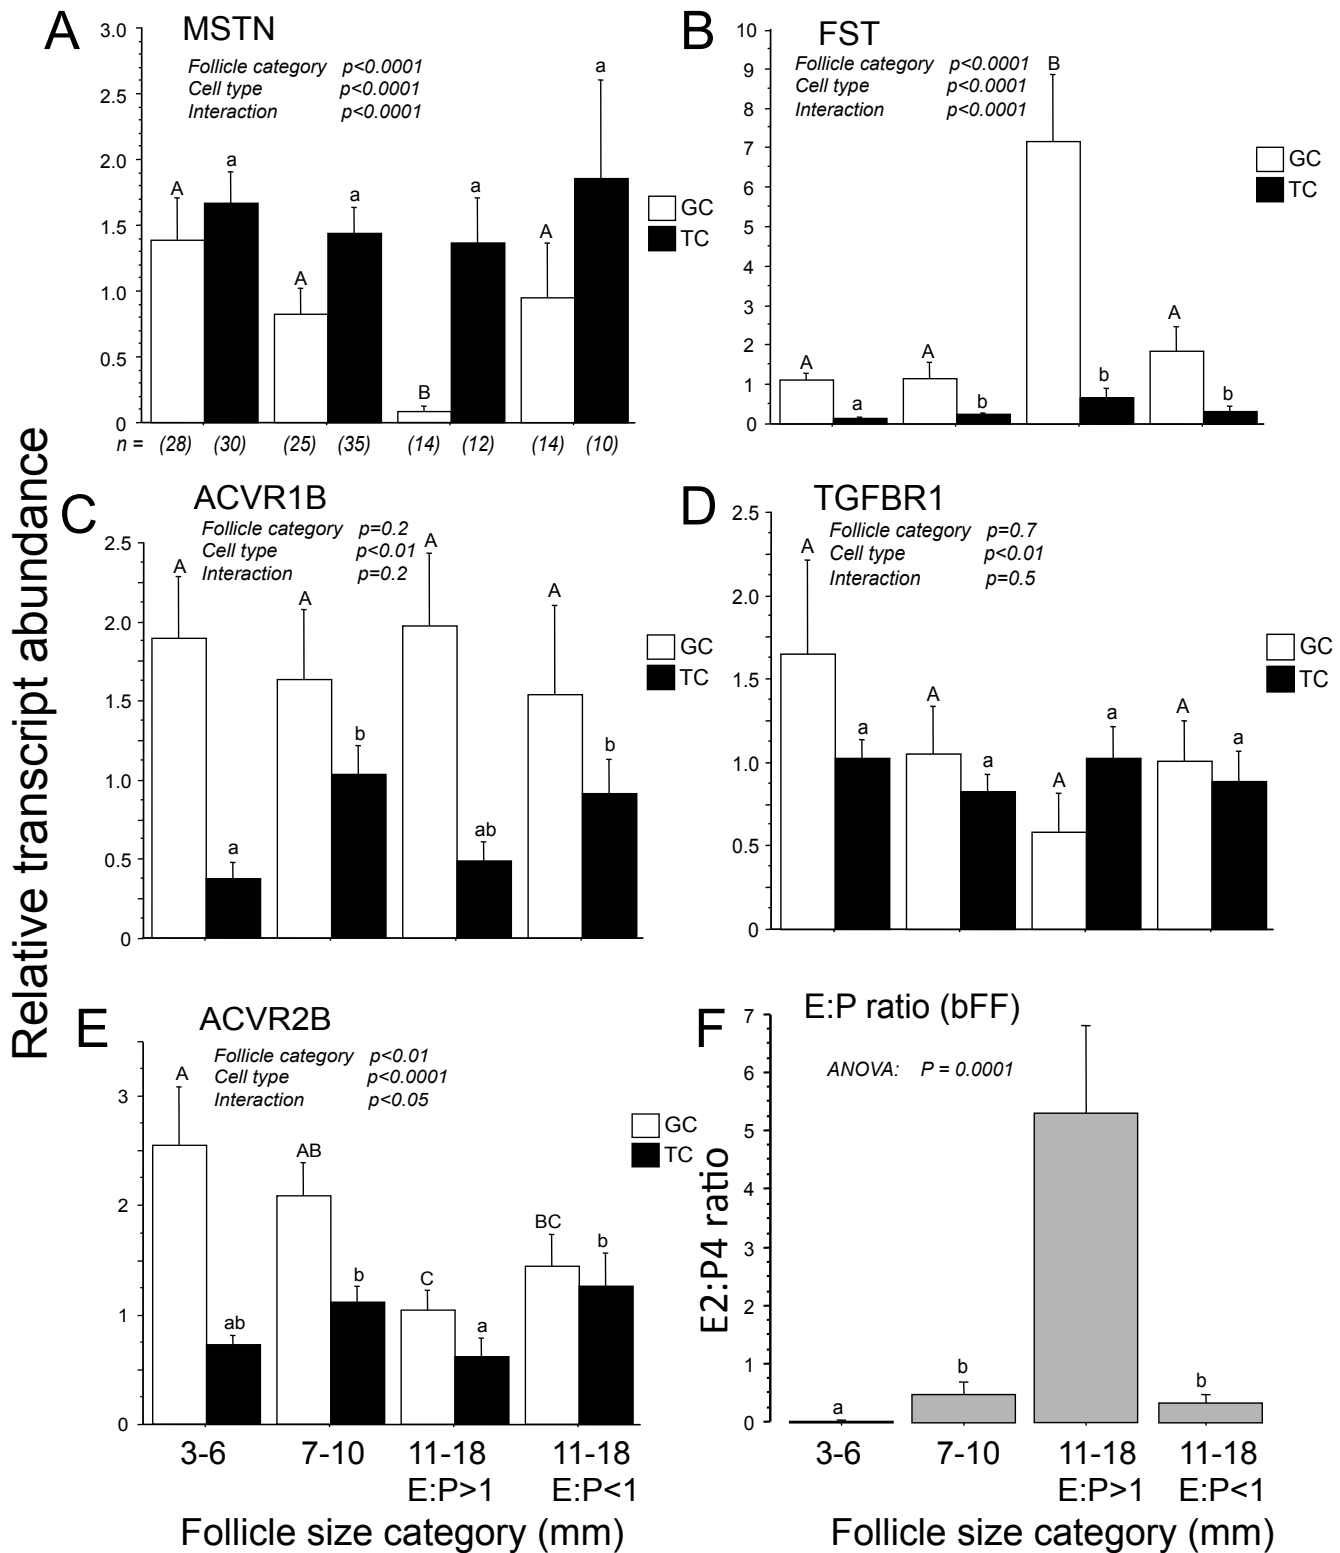 Relative transcript abundance
A
MSTN
Follicle category p<0.0001
Cell type p<0.0001
Interaction p<0.0001
3.0
2.5
2.0
1.5
1.0
0.5
0
A
a
A
a
B
a
A
a
GC
TC
n = (28) (30) (25) (35) (14) (12) (14) (10)
B
FST
Follicle category p<0.0001
Cell type p<0.0001
Interaction p<0.0001
10
9
8
7
6
5
4
3
2
1
0
A
a
A
b
B
b
A
b
GC
TC
C
ACVR1B
Follicle category p=0.2
Cell type p<0.01
Interaction p=0.2
2.5
2.0
1.5
1.0
0.5
0
A
a
A
b
A
ab
A
b
GC
TC
D
TGFBR1
Follicle category p=0.7
Cell type p<0.01
Interaction p=0.5
2.5
2.0
1.5
1.0
0.5
0
A
a
A
a
A
a
A
a
GC
TC
E
ACVR2B
Follicle category p<0.01
Cell type p<0.0001
Interaction p<0.05
3
2
1
0
A
ab
AB
b
C
a
BC
b
GC
TC
3-6 7-10 11-18 11-18
E:P>1 E:P<1
Follicle size category (mm)
F
E:P ratio (bFF)
ANOVA: P = 0.0001
E2:P4 ratio
7
6
5
4
3
2
1
0
a
b
b
3-6 7-10 11-18 11-18
E:P>1 E:P<1
Follicle size category (mm)